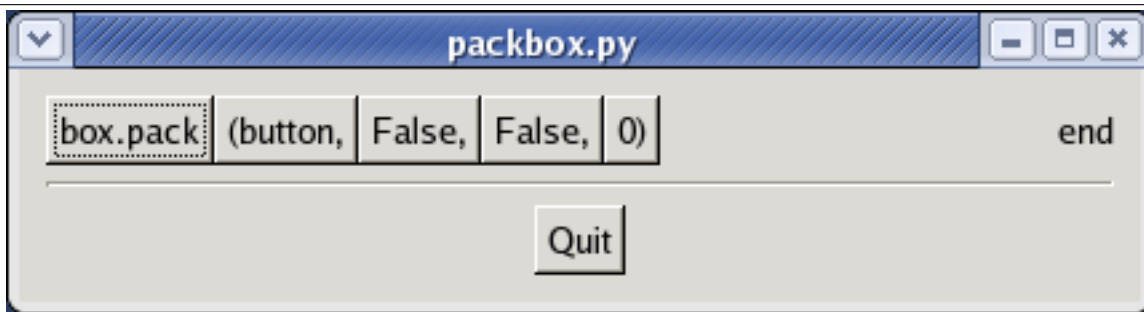 packbox.py
box.pack (button, False, False, 0) end
Quit